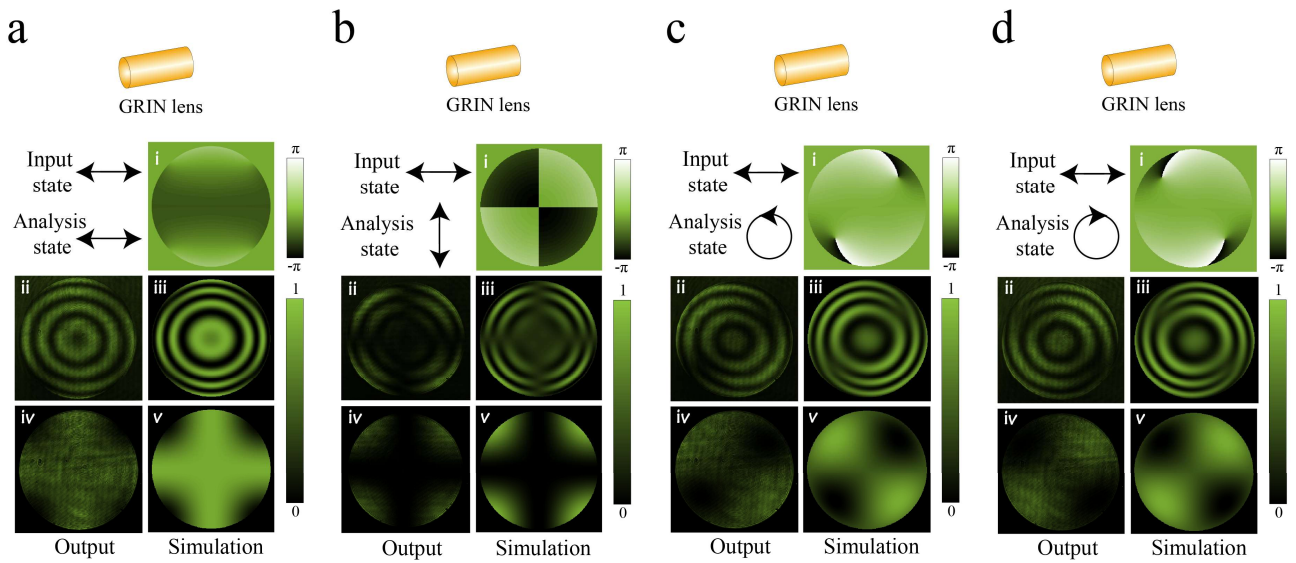 a
GRIN lens
Input
state
Analysis
state
i
π
-π
ii
iii
1
iv
v
0
Output
Simulation
b
GRIN lens
Input
state
Analysis
state
i
π
-π
ii
iii
1
iv
v
0
Output
Simulation
c
GRIN lens
Input
state
Analysis
state
i
π
-π
ii
iii
1
iv
v
0
Output
Simulation
d
GRIN lens
Input
state
Analysis
state
i
π
-π
ii
iii
1
iv
v
0
Output
Simulation